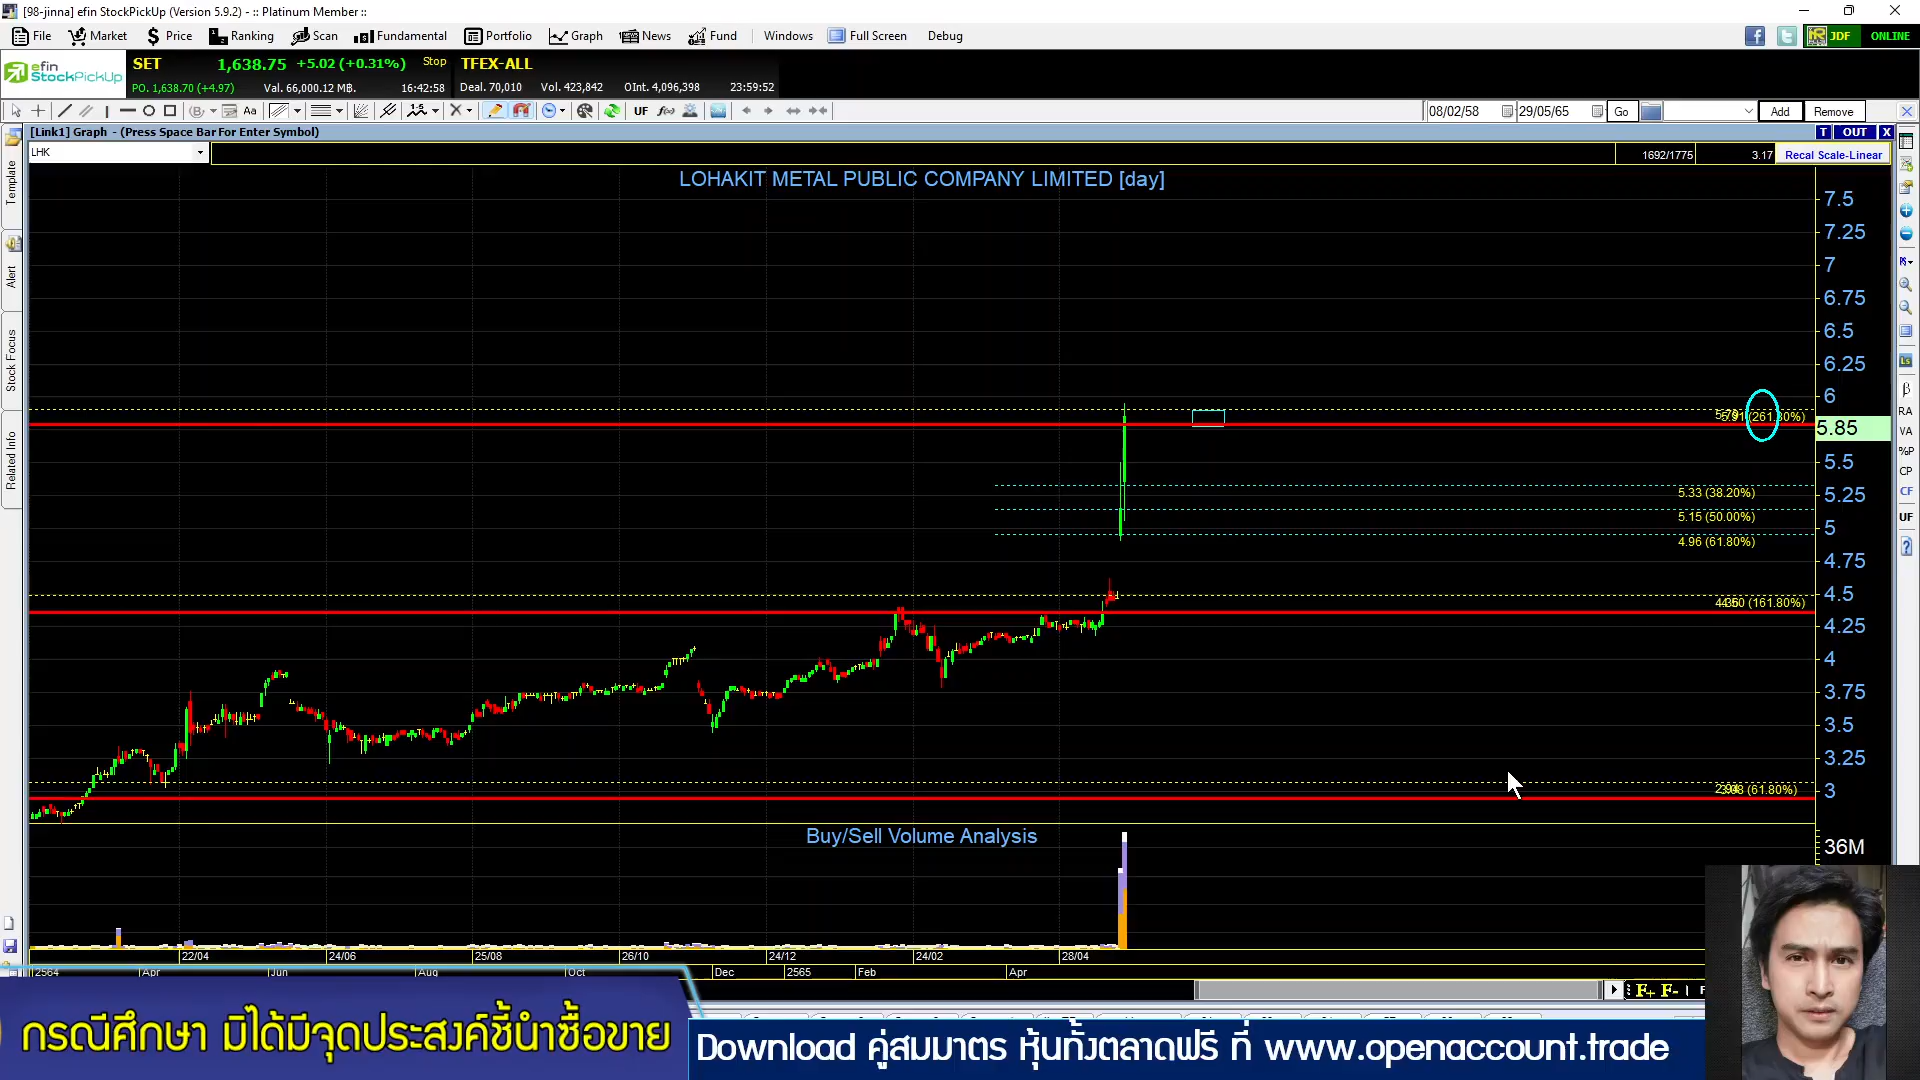 [98-jinna] efin StockPickUp (Version 5.9.2) - :: Platinum Member ::
File Market Price Ranking Scan Fundamental Portfolio Graph News Fund Windows Full Screen Debug JDF ONLINE
efin StockPickUp
SET 1,638.75 +5.02 (+0.31%) Stop TFEX-ALL
PO. 1,638.70 (+4.97) Val. 66,000.12 MB. 16:42:58 Deal. 70,010 Vol. 423,842 OInt. 4,096,398 23:59:52
Aa UF 08/02/58 29/05/65 Go Add Remove
[Link1] Graph - (Press Space Bar For Enter Symbol) T OUT X
LHK 1692/1775 3.17 Recal Scale-Linear
LOHAKIT METAL PUBLIC COMPANY LIMITED [day]
Template
Alert
Stock Focus
Related Info
7.5
7.25
7
6.75
6.5
6.25
6
5.85
5.5
5.33 (38.20%)
5.25
5.15 (50.00%)
5
4.96 (61.80%)
4.75
4.5
(161.80%)
4.25
4
3.75
3.5
3.25
(61.80%)
3
β
RA
VA
%P
CP
CF
UF
Buy/Sell Volume Analysis
36M
22/04 24/06 25/08 26/10 24/12 24/02 28/04
2564 Apr Jun Aug Oct Dec 2565 Feb Apr
F+ F-
กรณีศึกษา มิได้มีจุดประสงค์ชี้นำซื้อขาย
Download คู่สมมาตร หุ้นทั้งตลาดฟรี ที่ www.openaccount.trade